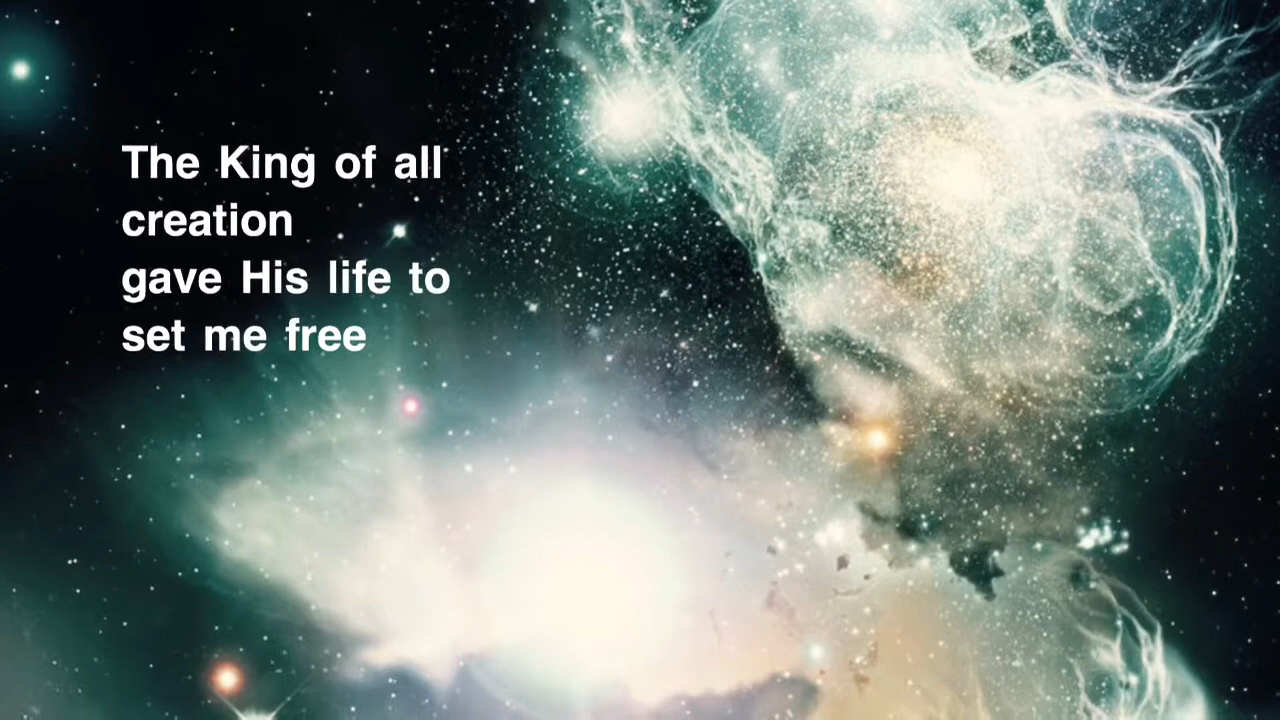 The King of all
creation
gave His life to
set me free